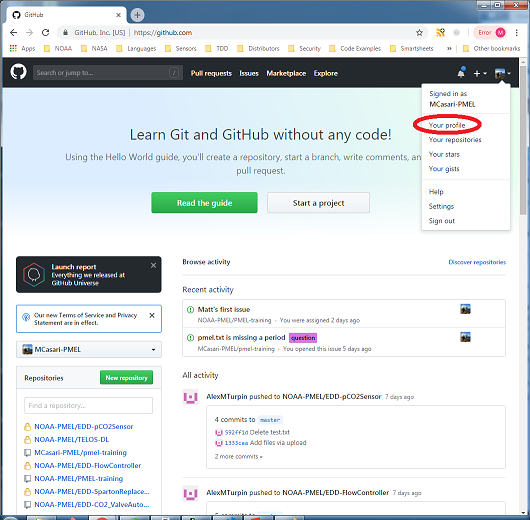 GitHub
GitHub, Inc. [US] | https://github.com
Error M
Apps NOAA NASA Languages Sensors TDD Distributors Security Code Examples Smartsheets » Other bookmarks
Search or jump to... / Pull requests Issues Marketplace Explore
Signed in as
MCasari-PMEL
Your profile
Your repositories
Your stars
Your gists
Help
Settings
Sign out
Learn Git and GitHub without any code!
Using the Hello World guide, you'll create a repository, start a branch, write comments, an
pull request.
Read the guide Start a project
Launch report
Everything we released at
GitHub Universe
Our new Terms of Service and Privacy
Statement are in effect.
MCasari-PMEL
Repositories New repository
Find a repository...
NOAA-PMEL/EDD-pCO2Sensor
NOAA-PMEL/TELOS-DL
MCasari-PMEL/pmel-training
NOAA-PMEL/EDD-FlowController
NOAA-PMEL/PMEL-training
NOAA-PMEL/EDD-SpartonReplace...
NOAA-PMEL/EDD-CO2_ValveAuto...
Browse activity Discover repositories
Recent activity
Matt's first issue
NOAA-PMEL/PMEL-training · You were assigned 2 days ago
pmel.txt is missing a period question
MCasari-PMEL/pmel-training · You opened this issue 5 days ago
All activity
AlexMTurpin pushed to NOAA-PMEL/EDD-pCO2Sensor 7 days ago
4 commits to master
592ff1d Delete test.txt
1333caa Add files via upload
2 more commits »
AlexMTurpin pushed to NOAA-PMEL/EDD-FlowController 7 days ago